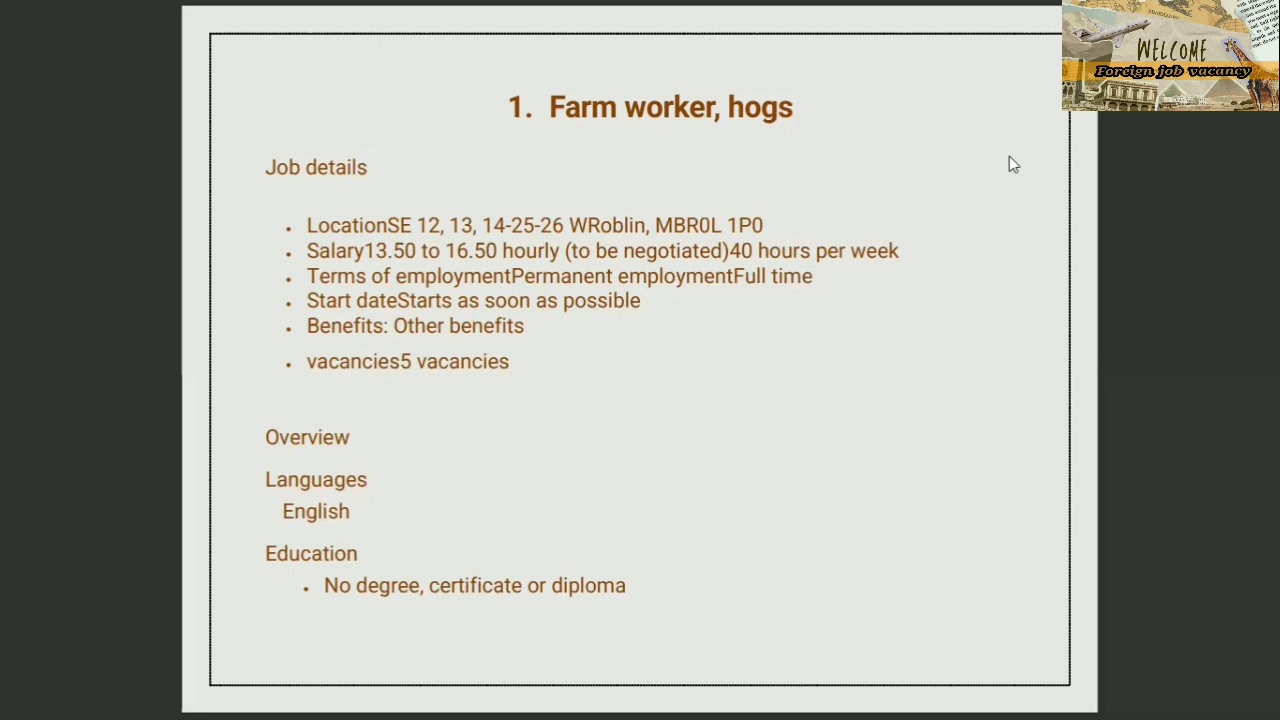 WELCOME
Foreign job vacancy
1. Farm worker, hogs
Job details
• LocationSE 12, 13, 14-25-26 WRoblin, MBR0L 1P0
• Salary13.50 to 16.50 hourly (to be negotiated)40 hours per week
• Terms of employmentPermanent employmentFull time
• Start dateStarts as soon as possible
• Benefits: Other benefits
• vacancies5 vacancies
Overview
Languages
English
Education
• No degree, certificate or diploma